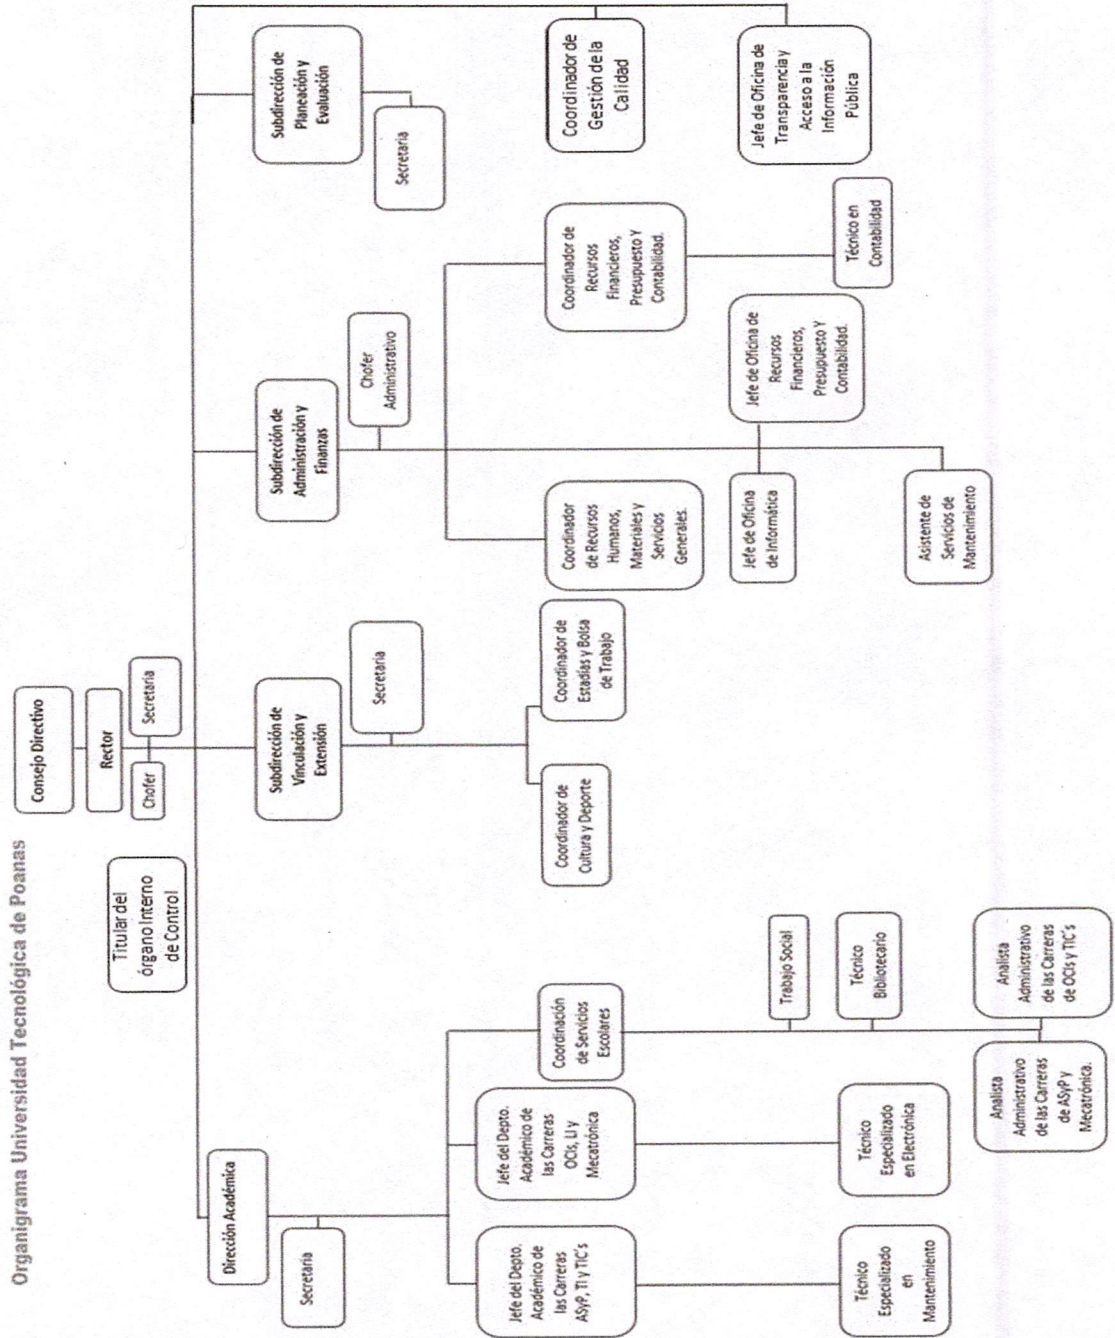 Organigrama Universidad Tecnológica de Poanas
Consejo Directivo
Rector
Chofer
Secretaria
Titular del
órgano Interno
de Control
Dirección Académica
Secretaria
Subdirección de
Vinculación y
Extensión
Secretaria
Subdirección de
Administración y
Finanzas
Chofer
Administrativo
Subdirección de
Planeación y
Evaluación
Secretaria
Jefe del Depto.
Académico de
las Carreras
ASyP, TI y TIC's
Jefe del Depto.
Académico de
las Carreras
OCIs, LI y
Mecatrónica
Coordinación
de Servicios
Escolares
Coordinador de
Cultura y Deporte
Coordinador de
Estadías y Bolsa
de Trabajo
Coordinador
de Recursos
Humanos,
Materiales y
Servicios
Generales.
Coordinador de
Recursos
Financieros,
Presupuesto Y
Contabilidad.
Coordinador de
Gestión de la
Calidad
Trabajo Social
Jefe de Oficina
de Informática
Jefe de Oficina de
Recursos
Financieros,
Presupuesto Y
Contabilidad.
Jefe de Oficina de
Transparencia y
Acceso a la
Información
Pública
Técnico
Especializado
en
Mantenimiento
Técnico
Especializado
en Electrónica
Técnico
Bibliotecario
Técnico en
Contabilidad
Asistente de
Servicios de
Mantenimiento
Analista
Administrativo
de las Carreras
de ASyP y
Mecatrónica.
Analista
Administrativo
de las Carreras
de OCIs y TIC's